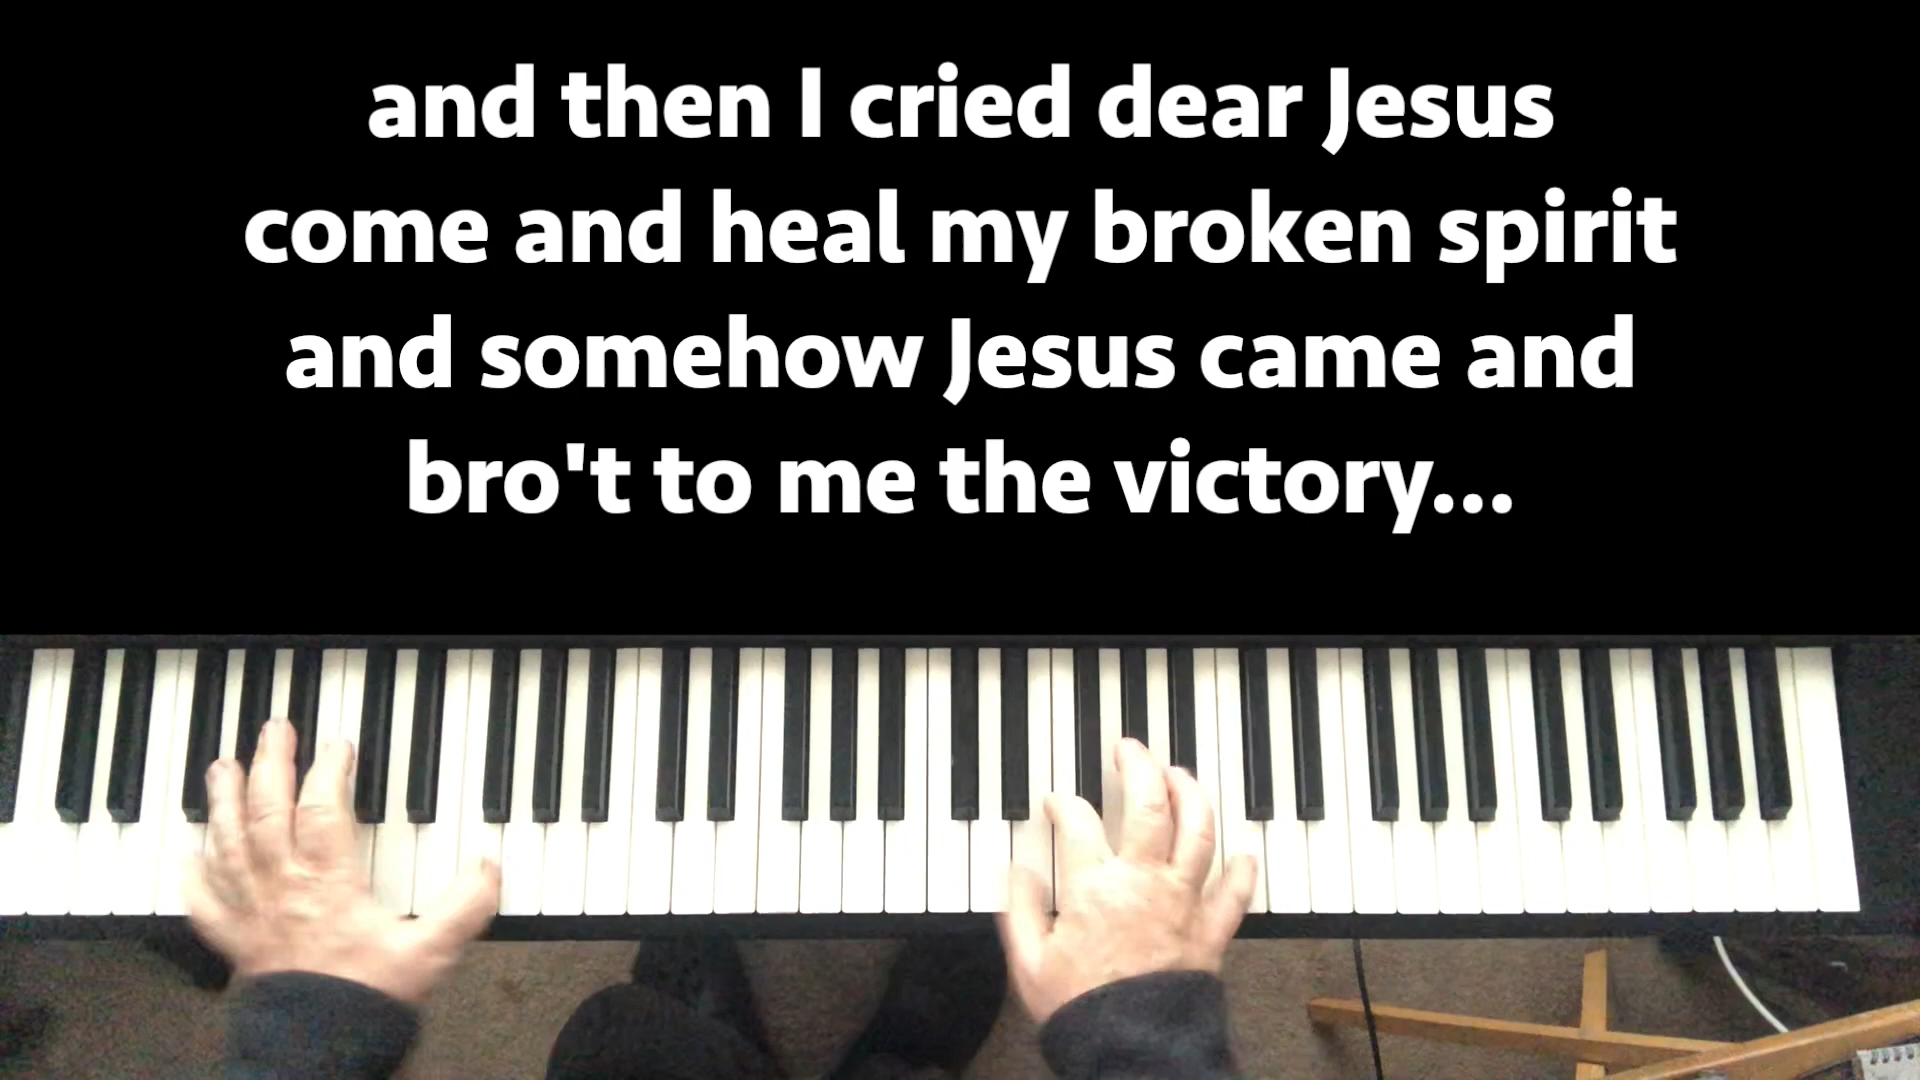 and then I cried dear Jesus
come and heal my broken spirit
and somehow Jesus came and
bro't to me the victory...